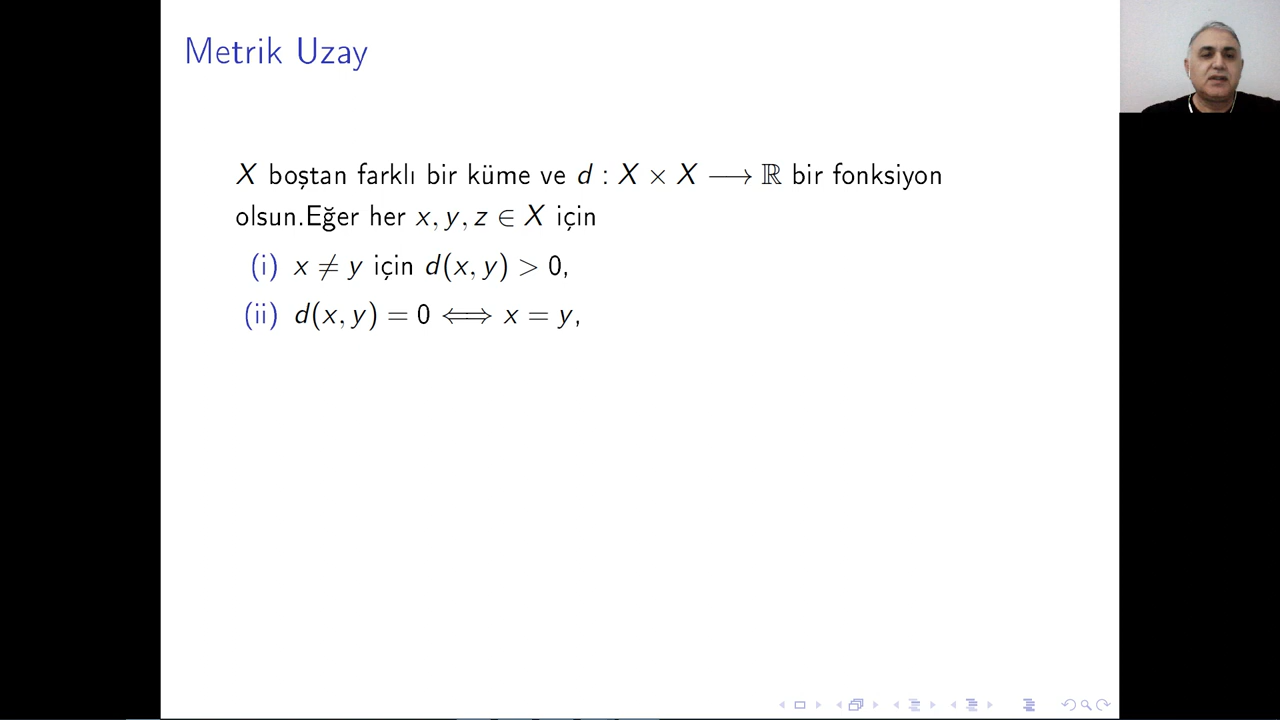 Metrik Uzay
X boştan farklı bir küme ve d : X × X ⟶ ℝ bir fonksiyon
olsun.Eğer her x, y, z ∈ X için
(i) x ≠ y için d(x, y) > 0,
(ii) d(x, y) = 0 ⟺ x = y,